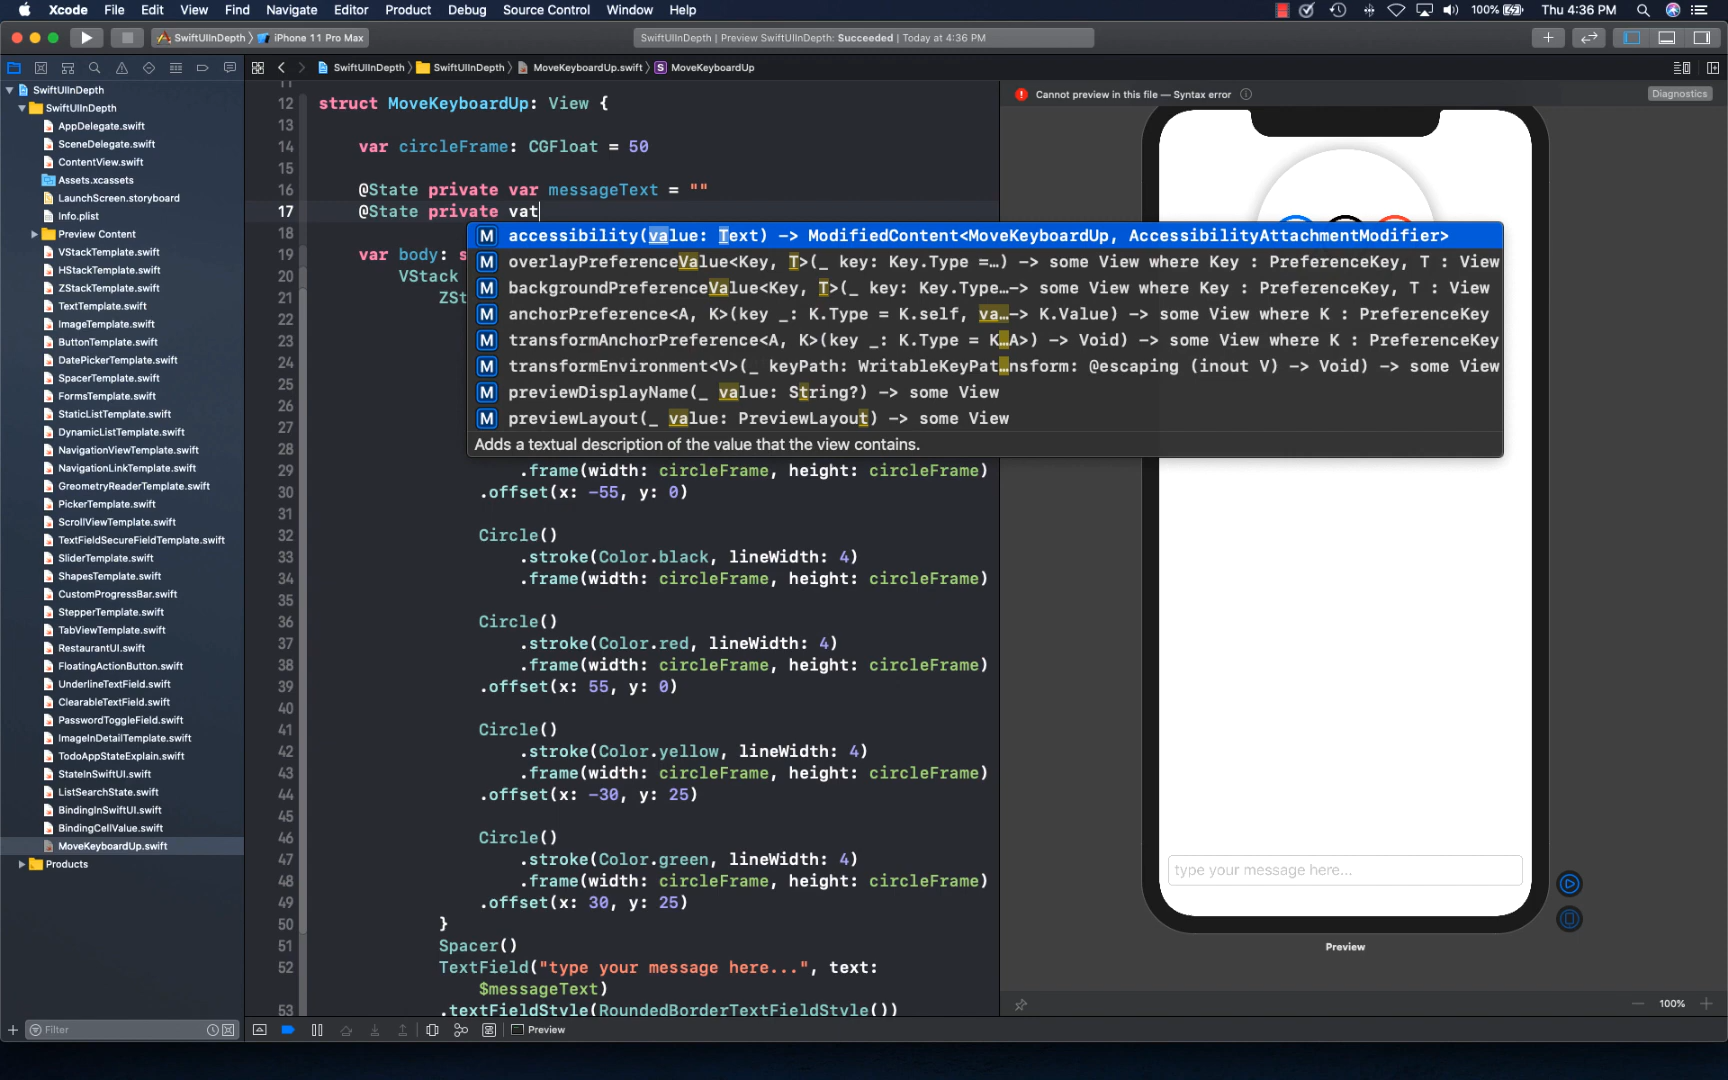 Xcode File Edit View Find Navigate Editor Product Debug Source Control Window Help 100% Thu 4:36 PM
SwiftUIInDepth iPhone 11 Pro Max SwiftUIInDepth | Preview SwiftUIInDepth: Succeeded | Today at 4:36 PM
SwiftUIInDepth SwiftUIInDepth MoveKeyboardUp.swift S MoveKeyboardUp
SwiftUIInDepth
SwiftUIInDepth
AppDelegate.swift
SceneDelegate.swift
ContentView.swift
Assets.xcassets
LaunchScreen.storyboard
Info.plist
Preview Content
VStackTemplate.swift
HStackTemplate.swift
ZStackTemplate.swift
TextTemplate.swift
ImageTemplate.swift
ButtonTemplate.swift
DatePickerTemplate.swift
SpacerTemplate.swift
FormsTemplate.swift
StaticListTemplate.swift
DynamicListTemplate.swift
NavigationViewTemplate.swift
NavigationLinkTemplate.swift
GreometryReaderTemplate.swift
PickerTemplate.swift
ScrollViewTemplate.swift
TextFieldSecureFieldTemplate.swift
SliderTemplate.swift
ShapesTemplate.swift
CustomProgressBar.swift
StepperTemplate.swift
TabViewTemplate.swift
RestaurantUI.swift
FloatingActionButton.swift
UnderlineTextField.swift
ClearableTextField.swift
PasswordToggleField.swift
ImageInDetailTemplate.swift
TodoAppStateExplain.swift
StateInSwiftUI.swift
ListSearchState.swift
BindingInSwiftUI.swift
BindingCellValue.swift
MoveKeyboardUp.swift
Products
Filter
11
12 struct MoveKeyboardUp: View {
13
14 var circleFrame: CGFloat = 50
15
16 @State private var messageText = ""
17 @State private vat
18
19 var body: s
20 VStack
21 ZSt
22
23
24
25
26
27
28
M accessibility(value: Text) -> ModifiedContent<MoveKeyboardUp, AccessibilityAttachmentModifier>
M overlayPreferenceValue<Key, T>(_ key: Key.Type =…) -> some View where Key : PreferenceKey, T : View
M backgroundPreferenceValue<Key, T>(_ key: Key.Type…-> some View where Key : PreferenceKey, T : View
M anchorPreference<A, K>(key _: K.Type = K.self, va…-> K.Value) -> some View where K : PreferenceKey
M transformAnchorPreference<A, K>(key _: K.Type = K…A>) -> Void) -> some View where K : PreferenceKey
M transformEnvironment<V>(_ keyPath: WritableKeyPat…nsform: @escaping (inout V) -> Void) -> some View
M previewDisplayName(_ value: String?) -> some View
M previewLayout(_ value: PreviewLayout) -> some View
Adds a textual description of the value that the view contains.
29 .frame(width: circleFrame, height: circleFrame)
30 .offset(x: -55, y: 0)
31
32 Circle()
33 .stroke(Color.black, lineWidth: 4)
34 .frame(width: circleFrame, height: circleFrame)
35
36 Circle()
37 .stroke(Color.red, lineWidth: 4)
38 .frame(width: circleFrame, height: circleFrame)
39 .offset(x: 55, y: 0)
40
41 Circle()
42 .stroke(Color.yellow, lineWidth: 4)
43 .frame(width: circleFrame, height: circleFrame)
44 .offset(x: -30, y: 25)
45
46 Circle()
47 .stroke(Color.green, lineWidth: 4)
48 .frame(width: circleFrame, height: circleFrame)
49 .offset(x: 30, y: 25)
50 }
51 Spacer()
52 TextField("type your message here...", text:
$messageText)
53 .textFieldStyle(RoundedBorderTextFieldStyle())
Preview
Cannot preview in this file — Syntax error Diagnostics
type your message here...
Preview
100%